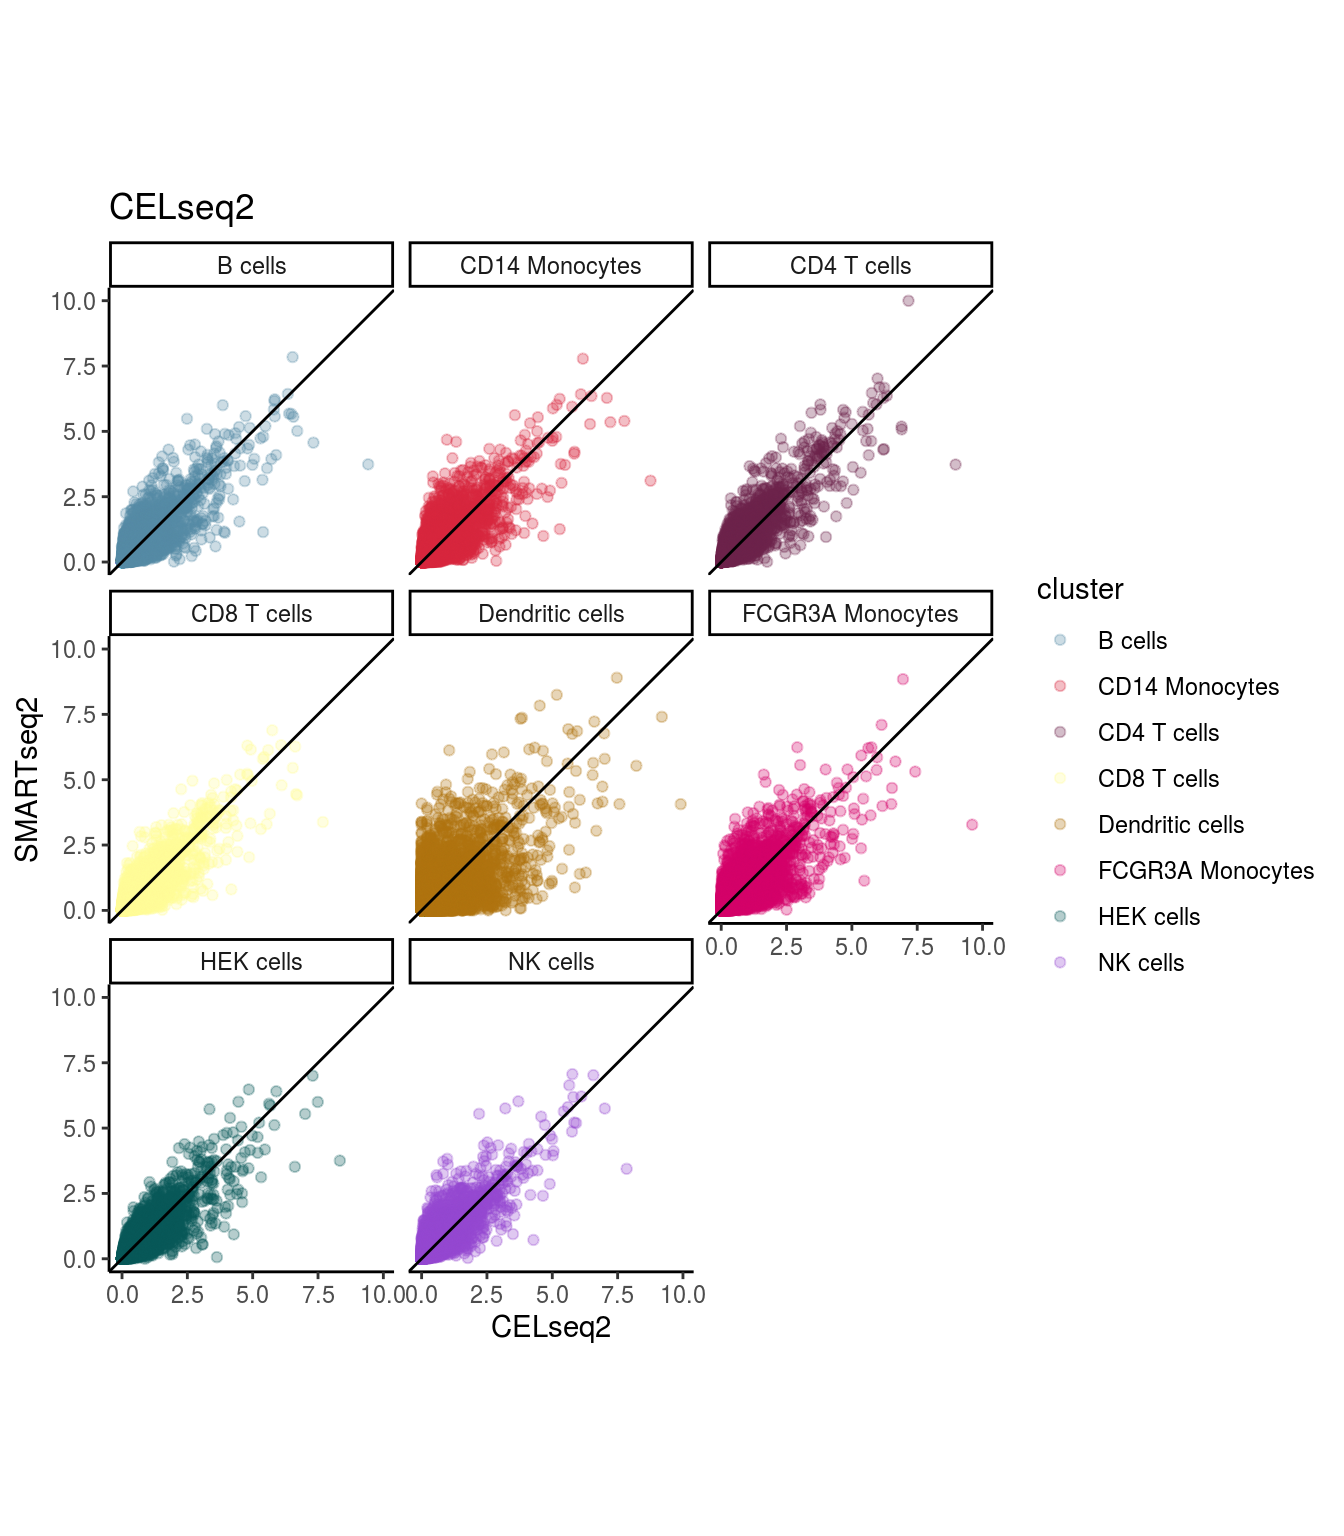 CELseq2
B cells
CD14 Monocytes
CD4 T cells
10.0
7.5
5.0
2.5
0.0
CD8 T cells
Dendritic cells
FCGR3A Monocytes
10.0
7.5
5.0
2.5
0.0
0.0 2.5 5.0 7.5 10.0
HEK cells
NK cells
10.0
7.5
5.0
2.5
0.0
0.0 2.5 5.0 7.5 10.0
0.0 2.5 5.0 7.5 10.0
CELseq2
SMARTseq2
cluster
B cells
CD14 Monocytes
CD4 T cells
CD8 T cells
Dendritic cells
FCGR3A Monocytes
HEK cells
NK cells